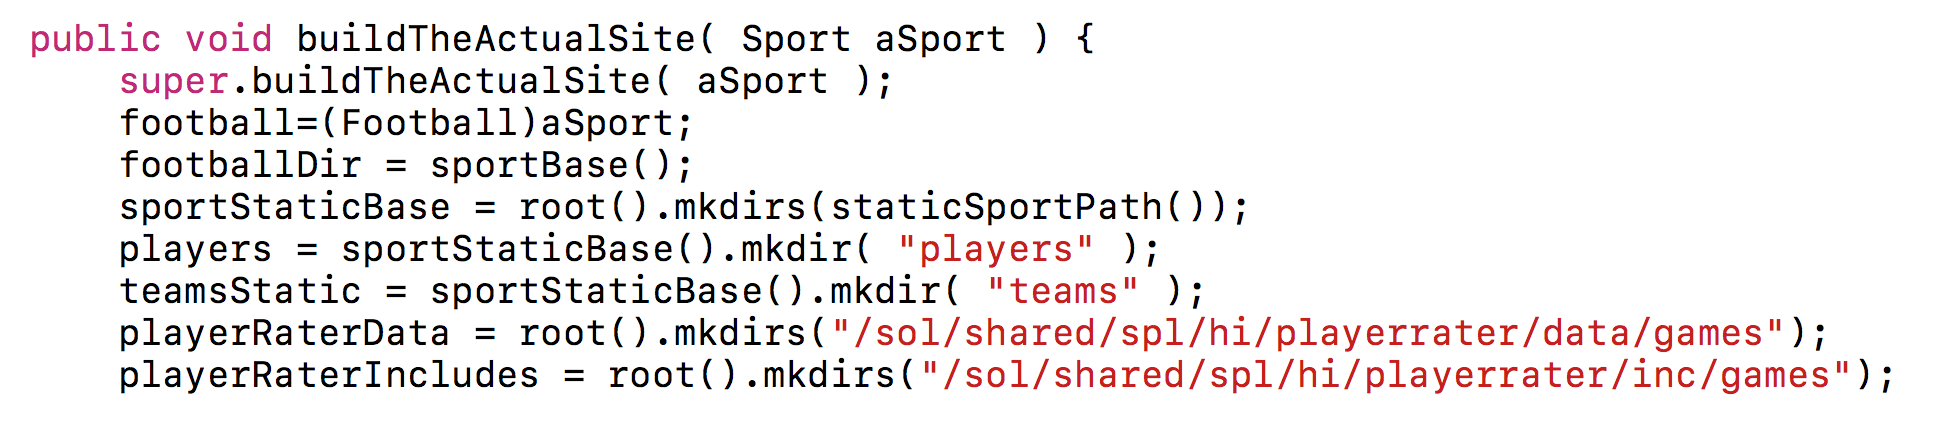 public void buildTheActualSite( Sport aSport ) {
    super.buildTheActualSite( aSport );
    football=(Football)aSport;
    footballDir = sportBase();
    sportStaticBase = root().mkdirs(staticSportPath());
    players = sportStaticBase().mkdir( "players" );
    teamsStatic = sportStaticBase().mkdir( "teams" );
    playerRaterData = root().mkdirs("/sol/shared/spl/hi/playerrater/data/games");
    playerRaterIncludes = root().mkdirs("/sol/shared/spl/hi/playerrater/inc/games");